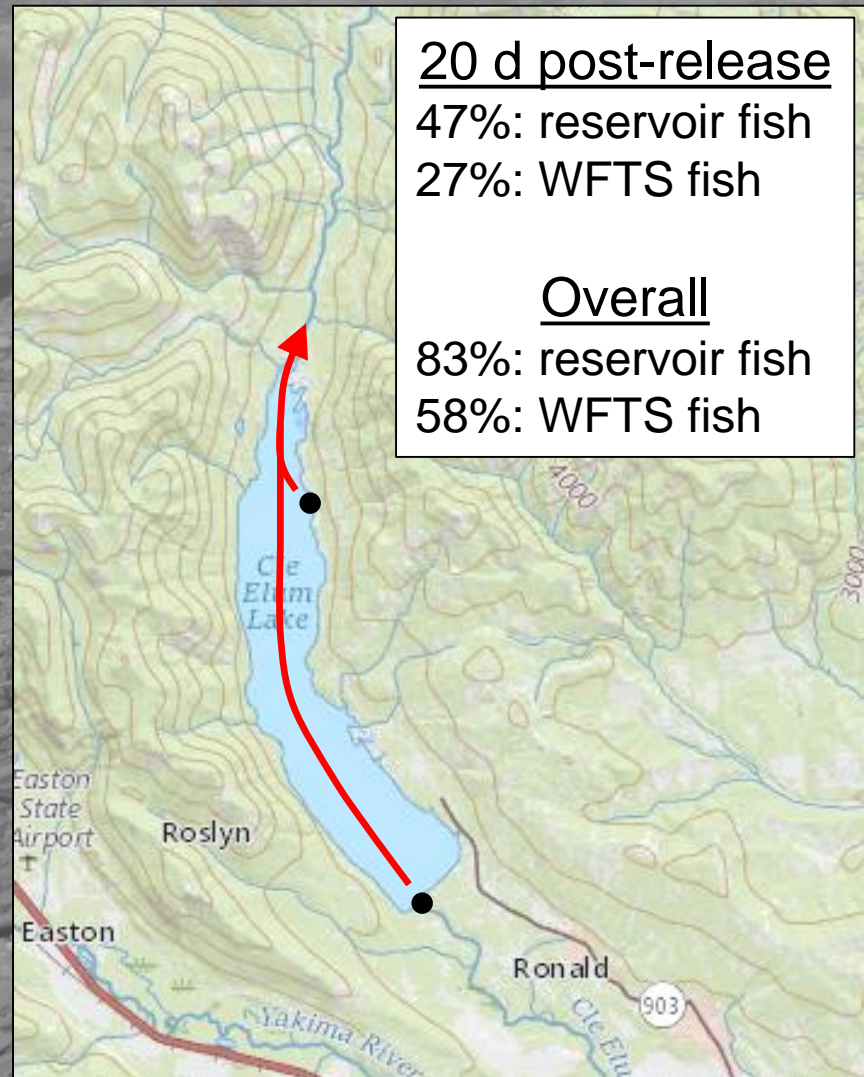 20 d post-release
47%: reservoir fish
27%: WFTS fish
Overall
83%: reservoir fish
58%: WFTS fish
4000
3000
Cle
Elum
Lake
Easton
State
Airport
Roslyn
Easton
Ronald
903
Yakima River
Cle Elu